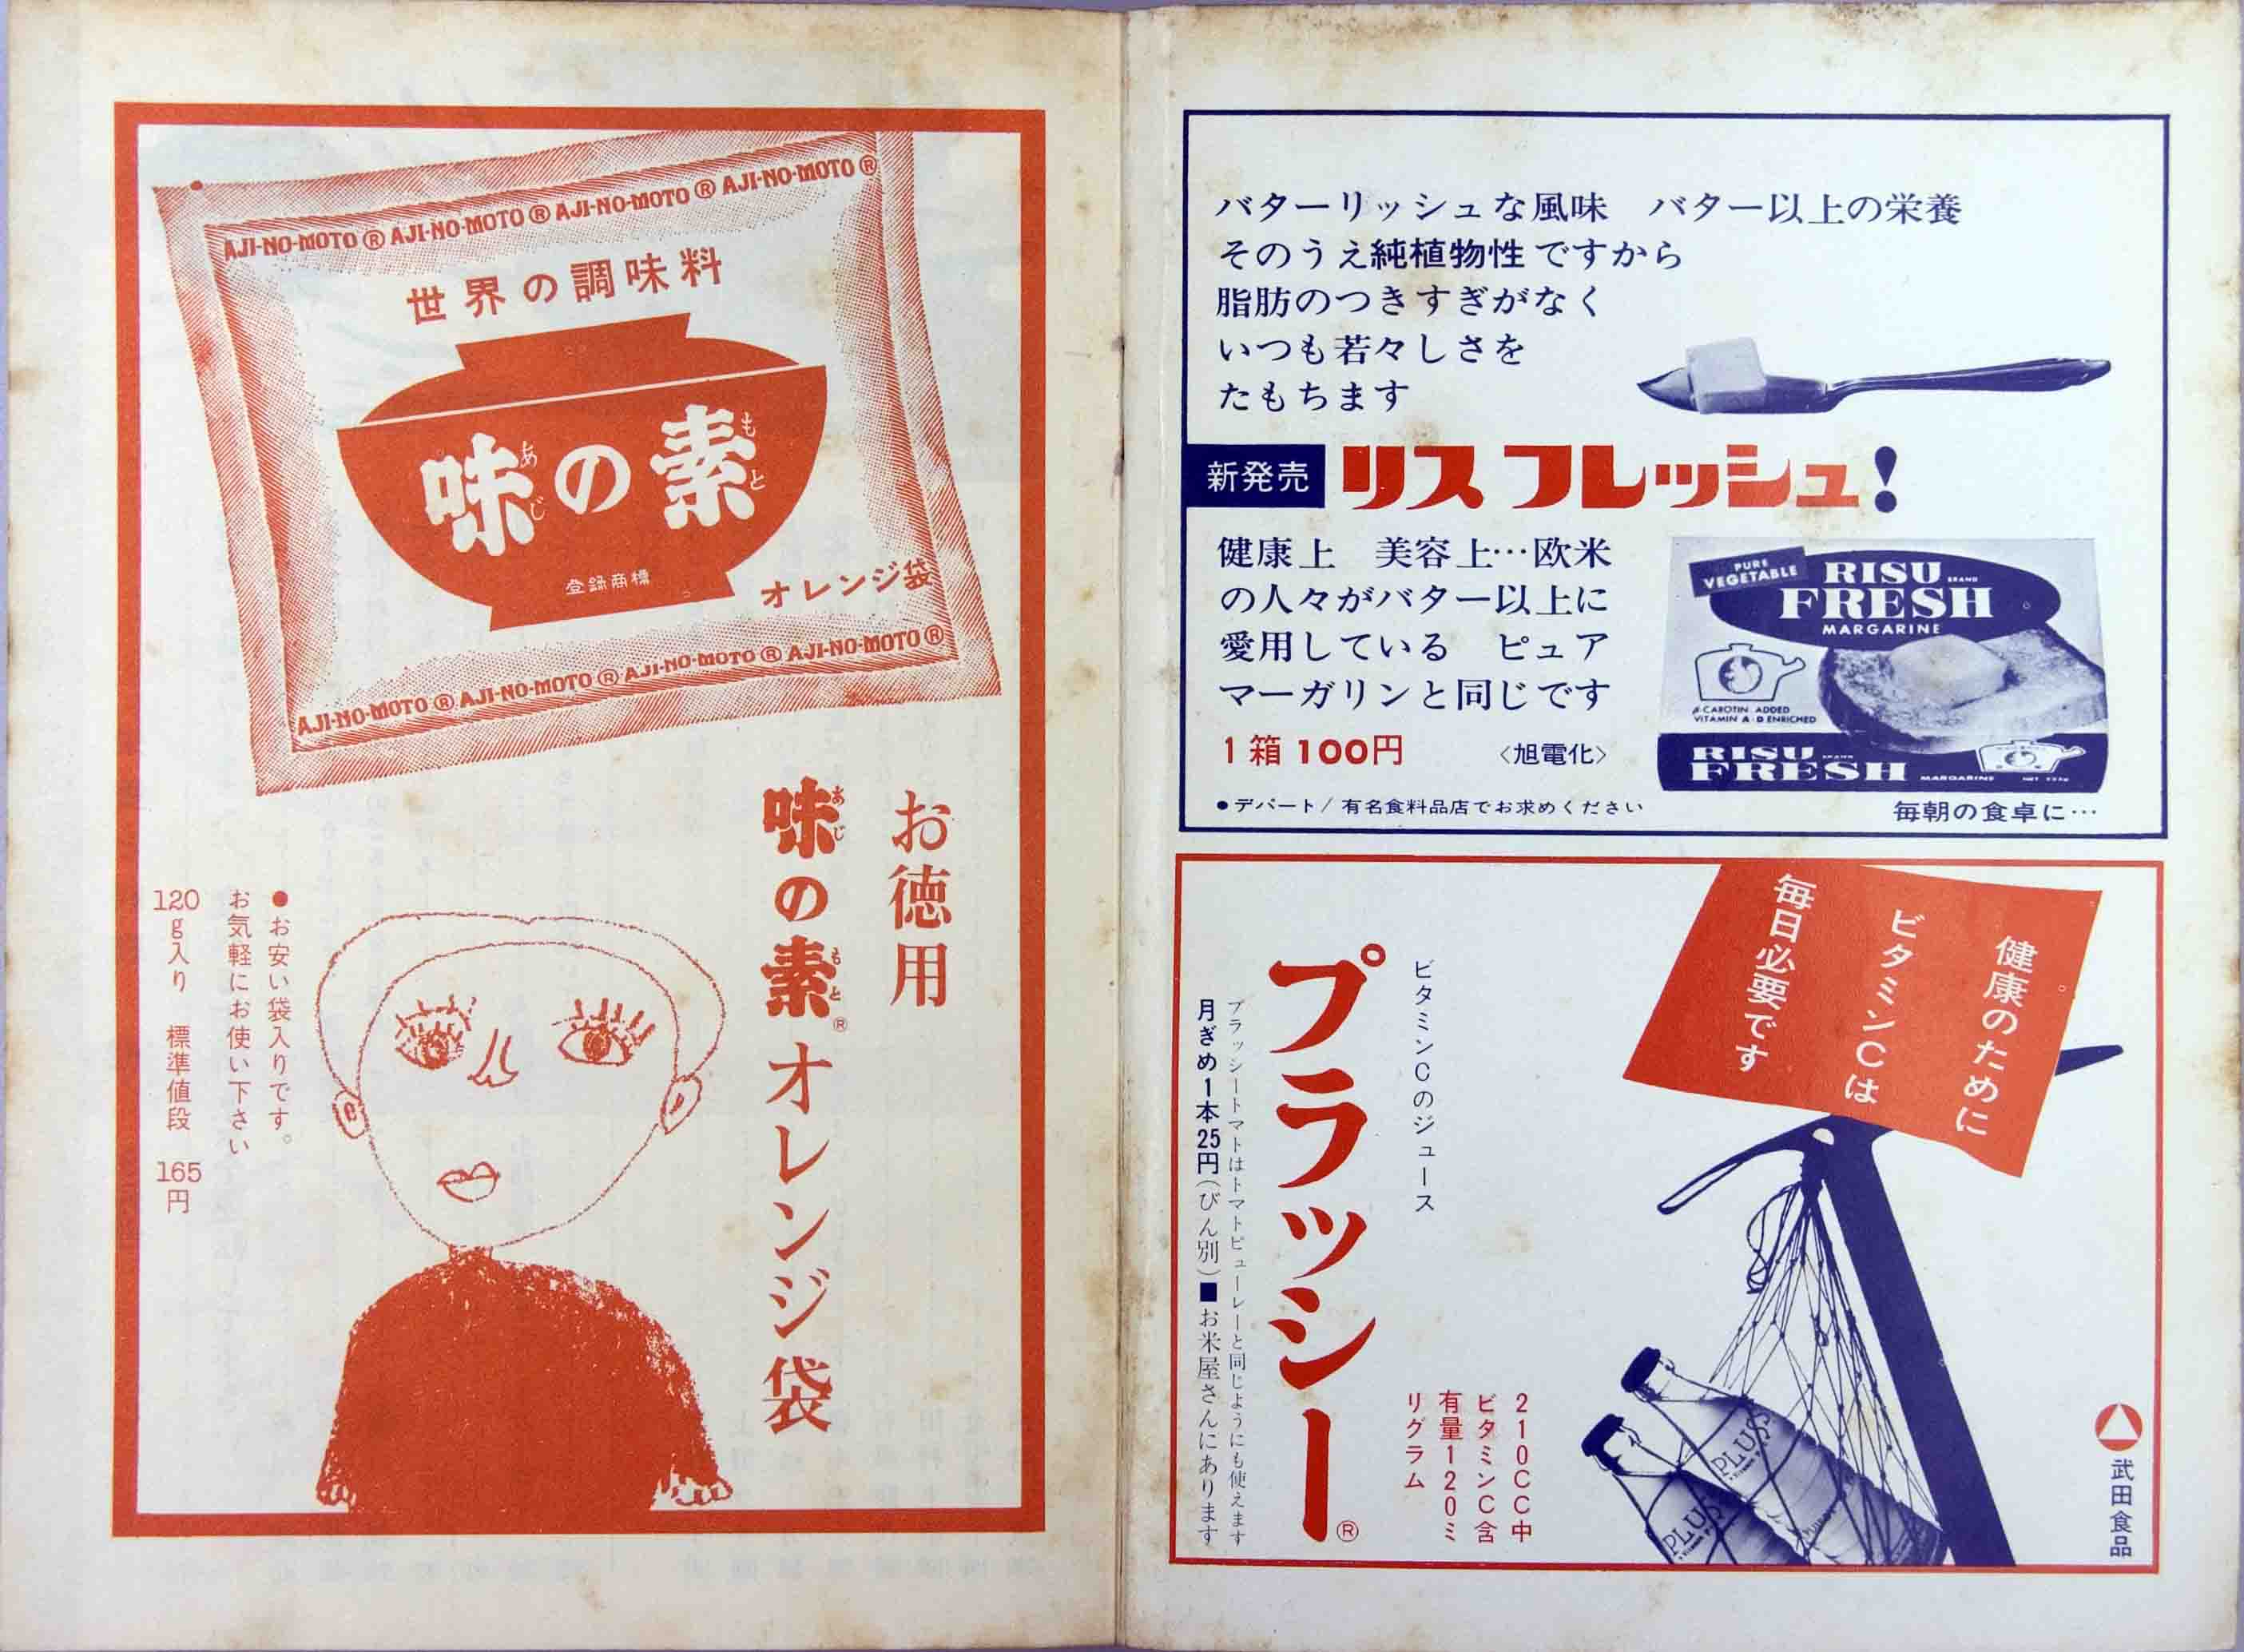 AJI-NO-MOTO ® AJI-NO-MOTO ® AJI-NO-MOTO ® AJI-NO-MOTO ®
世界の調味料
味の素
あじ
もと
登録商標
オレンジ袋
AJI-NO-MOTO ® AJI-NO-MOTO ® AJI-NO-MOTO ® AJI-NO-MOTO ®
お徳用
味の素® オレンジ袋
あじ
もと
●お安い袋入りです。
お気軽にお使い下さい
120g入り 標準値段 165円
バターリッシュな風味 バター以上の栄養
そのうえ純植物性ですから
脂肪のつきすぎがなく
いつも若々しさを
たもちます
新発売 リス フレッシュ!
健康上 美容上…欧米
の人々がバター以上に
愛用している ピュア
マーガリンと同じです
1箱 100円 〈旭電化〉
●デパート/有名食料品店でお求めください
PURE
VEGETABLE
RISU BRAND
FRESH
MARGARINE
β-CAROTIN ADDED
VITAMIN A·D ENRICHED
RISU
FRESH MARGARINE
毎朝の食卓に…
健康のために
ビタミンCは
毎日必要です
ビタミンCのジュース
プラッシー®
プラッシートマトはトマトピューレーと同じようにも使えます
月ぎめ1本25円(びん別)■お米屋さんにあります
210CC中
ビタミンC含
有量120ミ
リグラム
PLUS
PLUS
武田食品